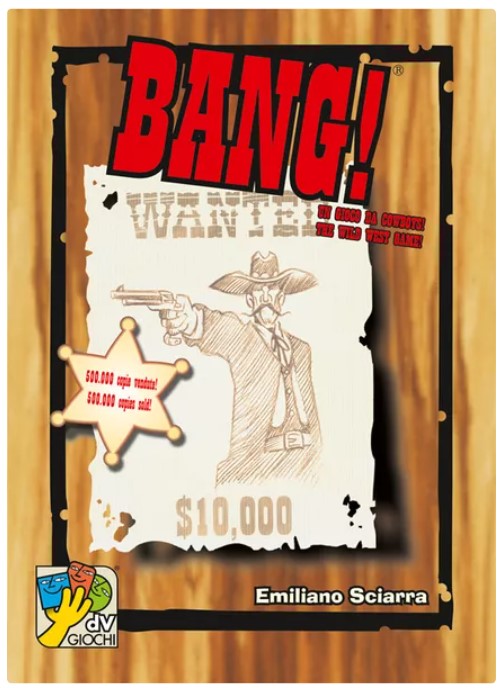 BANG!®
WANTED
UN GIOCO DA COWBOYS!
THE WILD WEST GAME!
500.000 copie vendute!
500.000 copies sold!
$10,000
Emiliano Sciarra
dV
GIOCHI